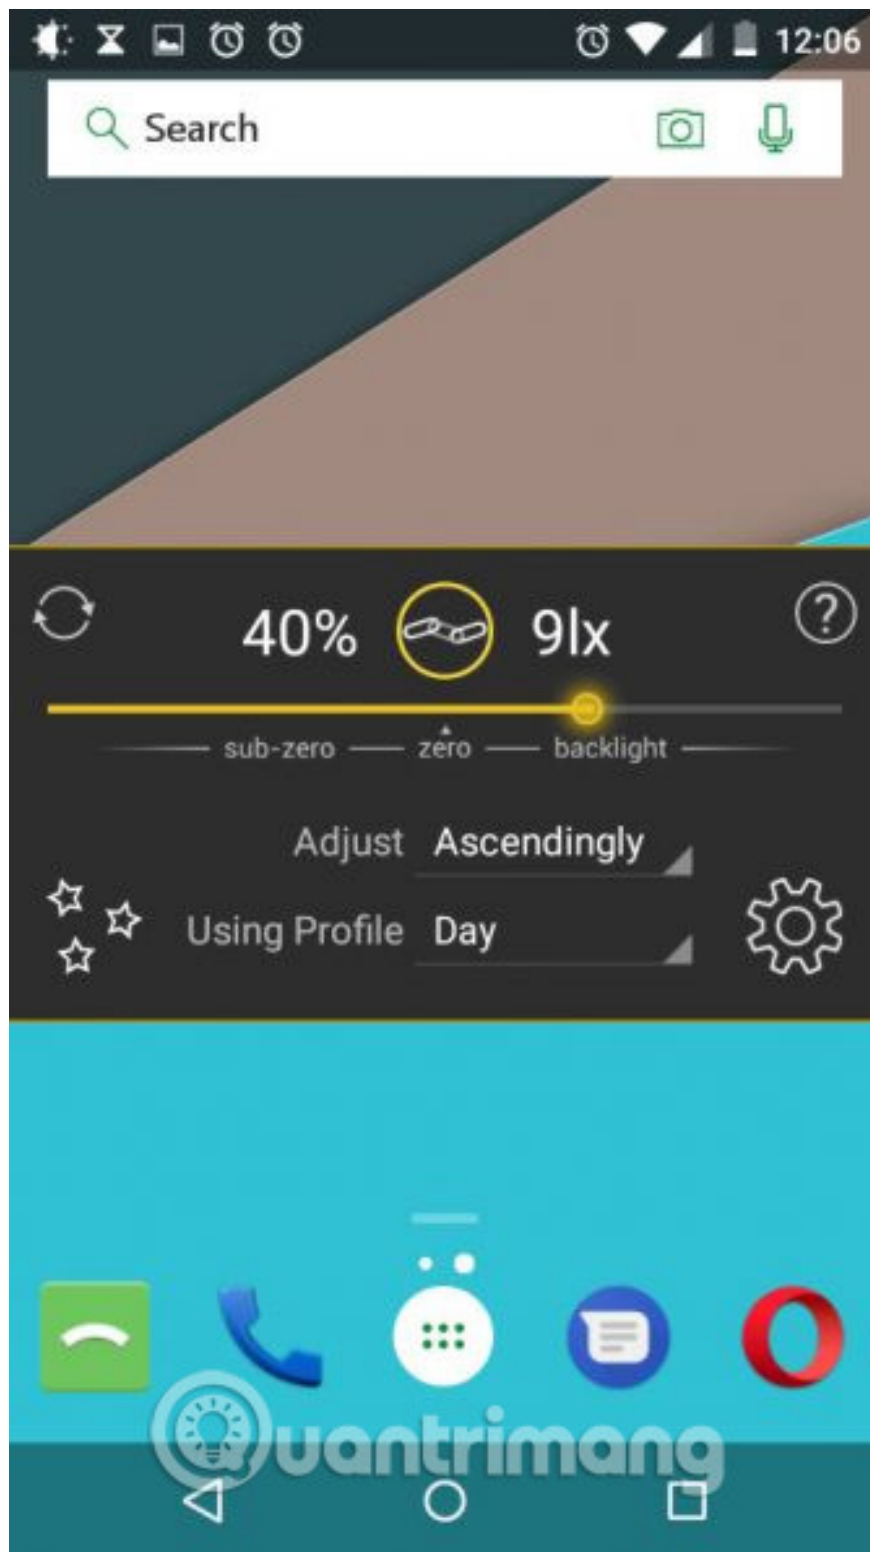 12:06
Search
40% 9lx
sub-zero zero backlight
Adjust Ascendingly
Using Profile Day
Quantrimang